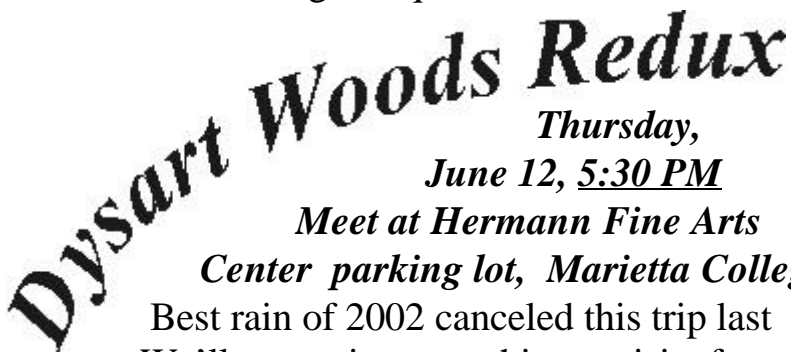 Dysart Woods Redux
Thursday,
June 12, 5:30 PM
Meet at Hermann Fine Arts
Center parking lot, Marietta
Best rain of 2002 canceled this trip last